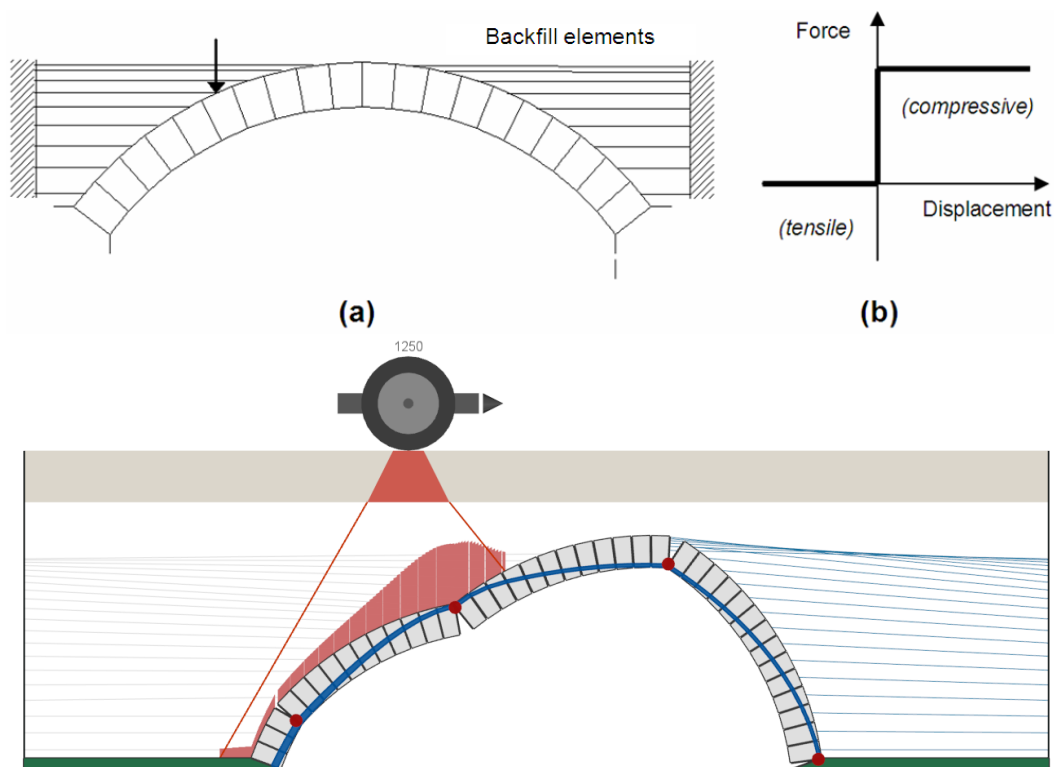 Backfill elements
Force
(compressive)
Displacement
(tensile)
(a)
(b)
1250